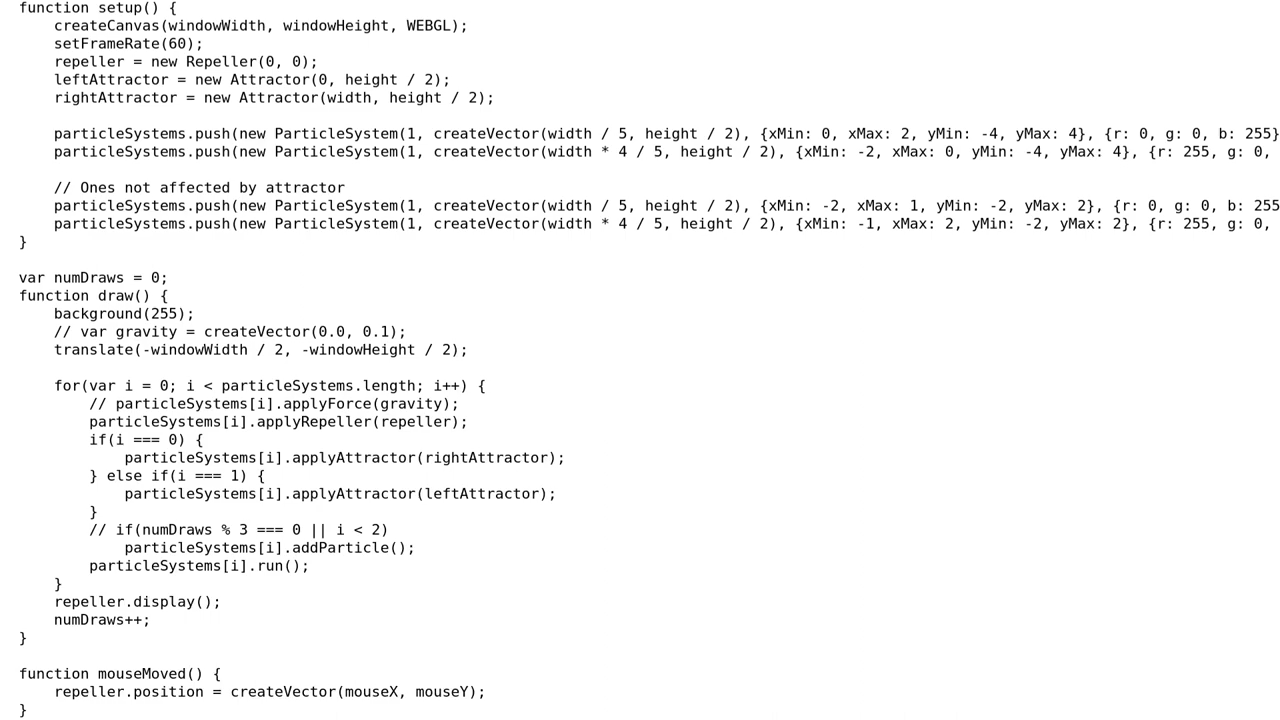 function setup() {
    createCanvas(windowWidth, windowHeight, WEBGL);
    setFrameRate(60);
    repeller = new Repeller(0, 0);
    leftAttractor = new Attractor(0, height / 2);
    rightAttractor = new Attractor(width, height / 2);

    particleSystems.push(new ParticleSystem(1, createVector(width / 5, height / 2), {xMin: 0, xMax: 2, yMin: -4, yMax: 4}, {r: 0, g: 0, b: 255}
    particleSystems.push(new ParticleSystem(1, createVector(width * 4 / 5, height / 2), {xMin: -2, xMax: 0, yMin: -4, yMax: 4}, {r: 255, g: 0,

    // Ones not affected by attractor
    particleSystems.push(new ParticleSystem(1, createVector(width / 5, height / 2), {xMin: -2, xMax: 1, yMin: -2, yMax: 2}, {r: 0, g: 0, b: 255
    particleSystems.push(new ParticleSystem(1, createVector(width * 4 / 5, height / 2), {xMin: -1, xMax: 2, yMin: -2, yMax: 2}, {r: 255, g: 0,
}

var numDraws = 0;
function draw() {
    background(255);
    // var gravity = createVector(0.0, 0.1);
    translate(-windowWidth / 2, -windowHeight / 2);

    for(var i = 0; i < particleSystems.length; i++) {
        // particleSystems[i].applyForce(gravity);
        particleSystems[i].applyRepeller(repeller);
        if(i === 0) {
            particleSystems[i].applyAttractor(rightAttractor);
        } else if(i === 1) {
            particleSystems[i].applyAttractor(leftAttractor);
        }
        // if(numDraws % 3 === 0 || i < 2)
            particleSystems[i].addParticle();
        particleSystems[i].run();
    }
    repeller.display();
    numDraws++;
}

function mouseMoved() {
    repeller.position = createVector(mouseX, mouseY);
}